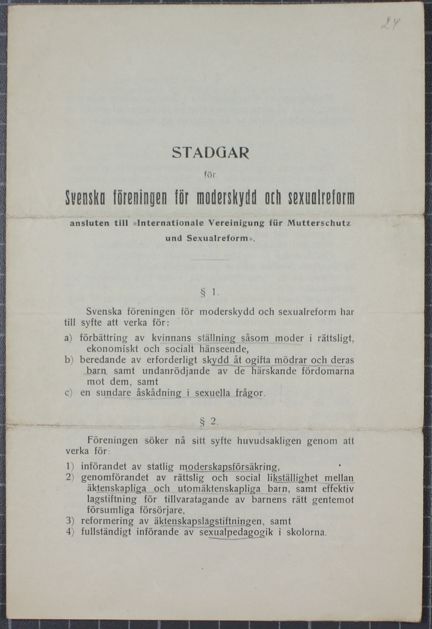 24
STADGAR
för
Svenska föreningen för moderskydd och sexualreform
ansluten till »Internationale Vereinigung für Mutterschutz
und Sexualreform».
§ 1.
Svenska föreningen för moderskydd och sexualreform har
till syfte att verka för:
a) förbättring av kvinnans ställning såsom moder i rättsligt,
ekonomiskt och socialt hänseende,
b) beredande av erforderligt skydd åt ogifta mödrar och deras
barn, samt undanrödjande av de härskande fördomarna
mot dem, samt
c) en sundare åskådning i sexuella frågor.
§ 2.
Föreningen söker nå sitt syfte huvudsakligen genom att
verka för:
1) införandet av statlig moderskapsförsäkring,
2) genomförandet av rättslig och social likställighet mellan
äktenskapliga och utomäktenskapliga barn, samt effektiv
lagstiftning för tillvaratagande av barnens rätt gentemot
försumliga försörjare,
3) reformering av äktenskapslagstiftningen, samt
4) fullständigt införande av sexualpedagogik i skolorna.